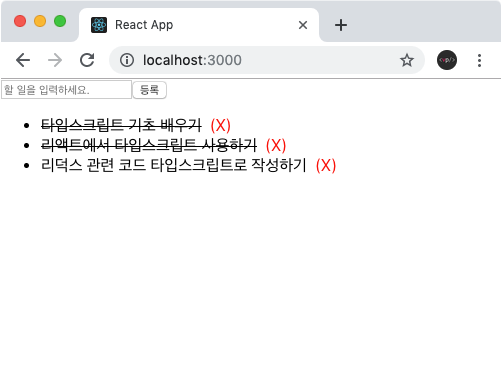 React App
localhost:3000
할 일을 입력하세요. 등록
타입스크립트 기초 배우기 (X)
리액트에서 타입스크립트 사용하기 (X)
리덕스 관련 코드 타입스크립트로 작성하기 (X)